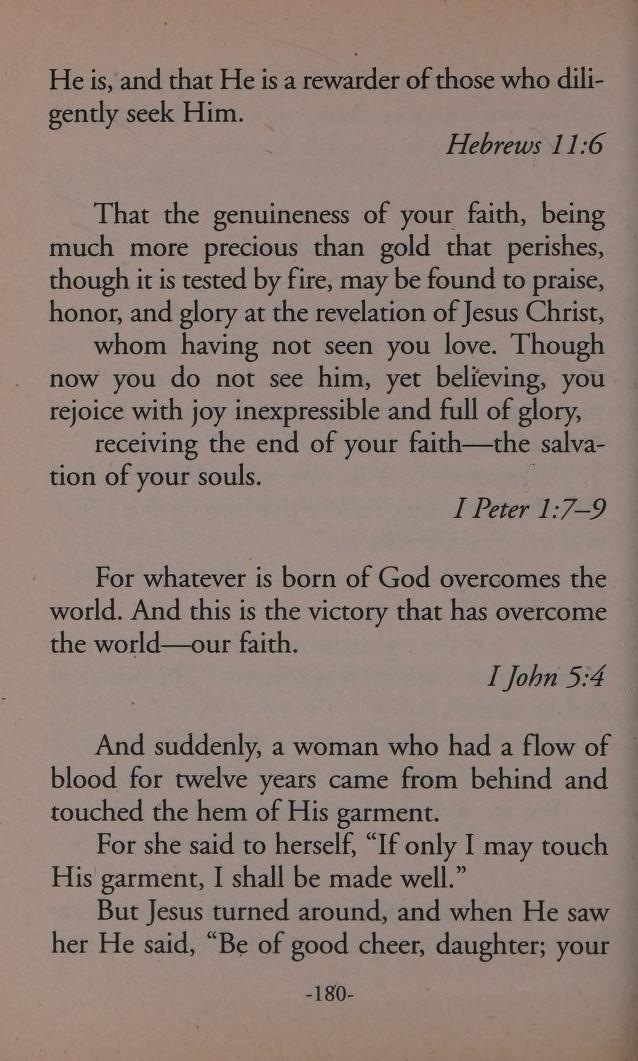 He is, and that He is a rewarder of those who dili-
gently seek Him.
Hebrews 11:6
That the genuineness of your faith, being
much more precious than gold that perishes,
though it is tested by fire, may be found to praise,
honor, and glory at the revelation of Jesus Christ,
whom having not seen you love. Though
now you do not see him, yet believing, you
rejoice with joy inexpressible and full of glory,
receiving the end of your faith—the salva-
tion of your souls.
I Peter 1:7–9
For whatever is born of God overcomes the
world. And this is the victory that has overcome
the world—our faith.
I John 5:4
And suddenly, a woman who had a flow of
blood for twelve years came from behind and
touched the hem of His garment.
For she said to herself, “If only I may touch
His garment, I shall be made well.”
But Jesus turned around, and when He saw
her He said, “Be of good cheer, daughter; your
-180-